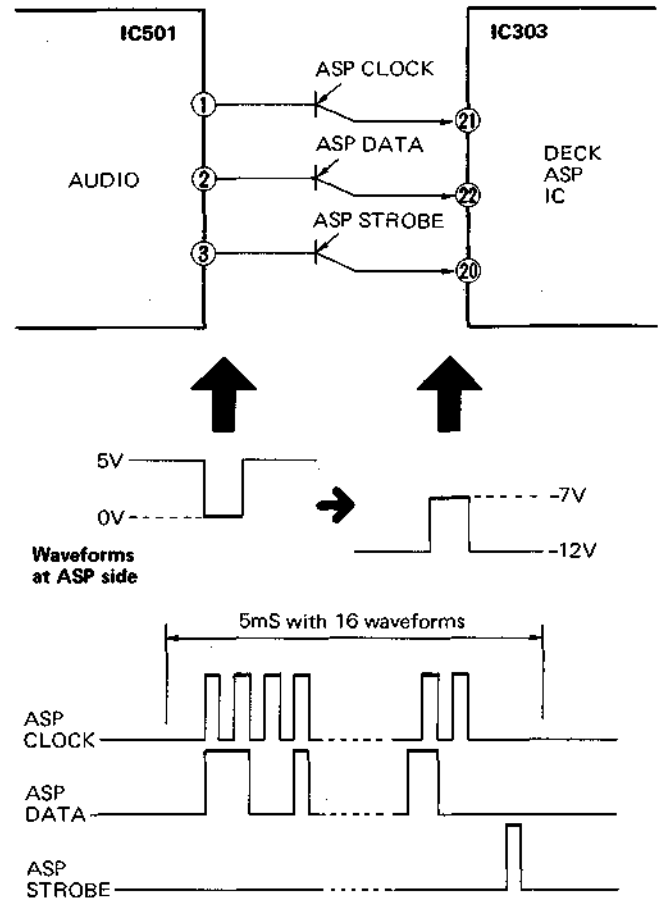 IC501
IC303
ASP CLOCK
1
21
ASP DATA
AUDIO
2
22
DECK
ASP
IC
ASP STROBE
3
20
5V
0V
-7V
-12V
Waveforms
at ASP side
5mS with 16 waveforms
ASP
CLOCK
ASP
DATA
ASP
STROBE